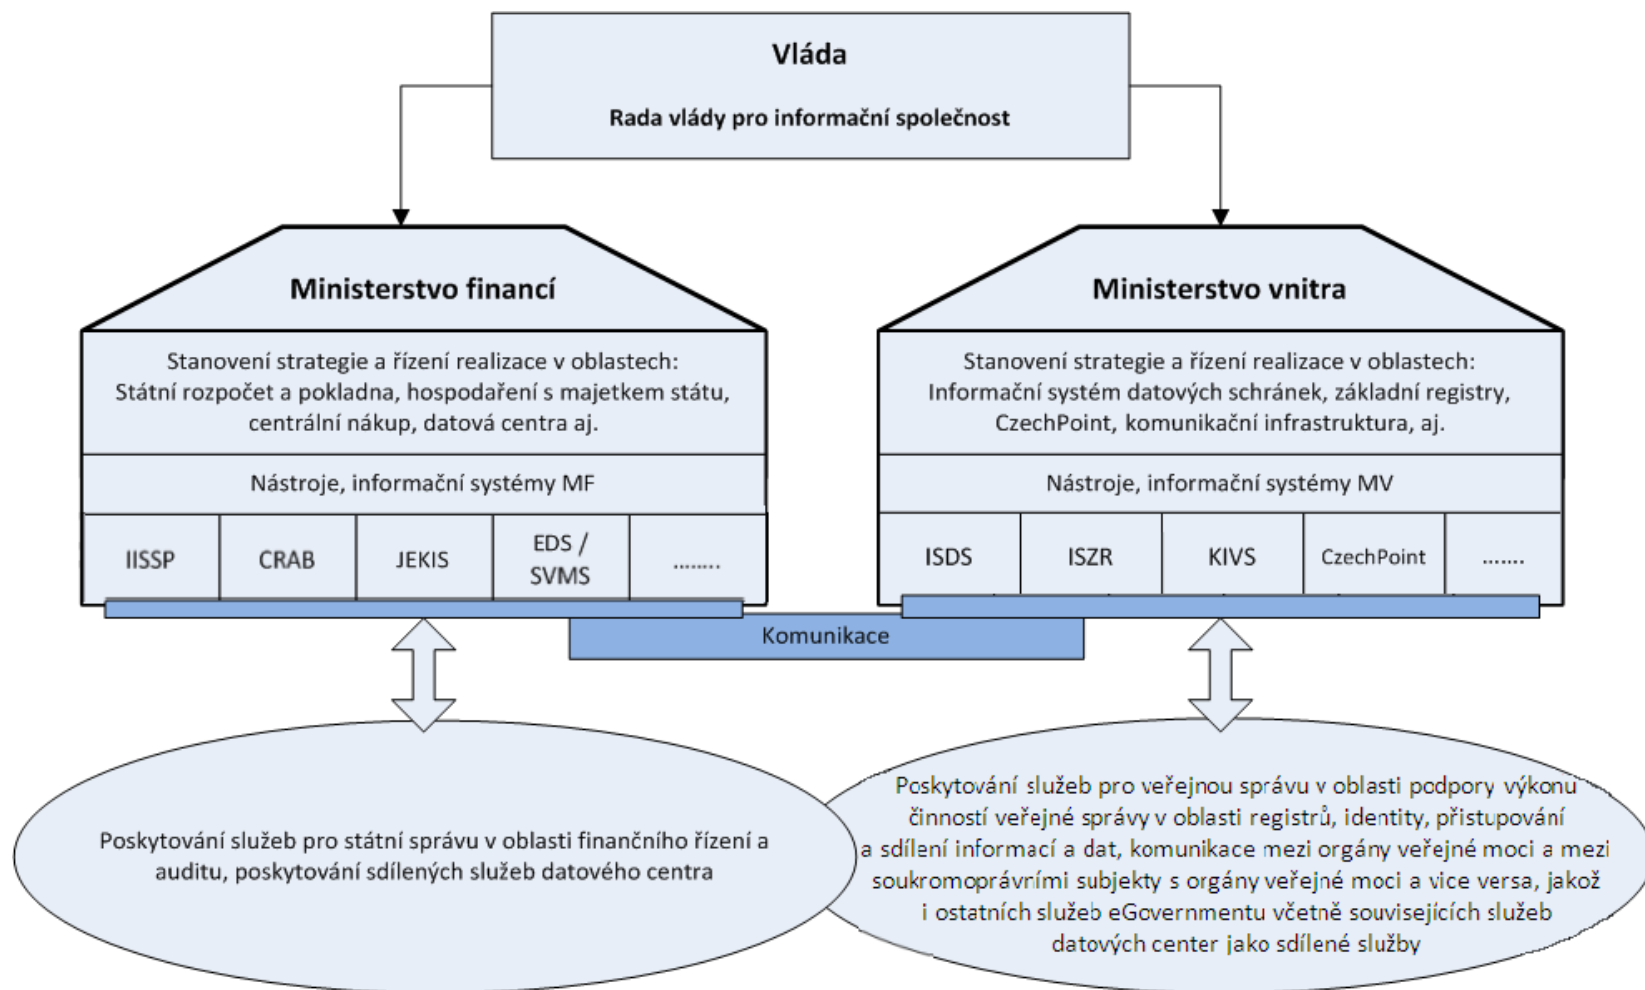 Vláda
Rada vlády pro informační společnost
Ministerstvo financí
Stanovení strategie a řízení realizace v oblastech:
Státní rozpočet a pokladna, hospodaření s majetkem státu,
centrální nákup, datová centra aj.
Nástroje, informační systémy MF
IISSP
CRAB
JEKIS
EDS /
SVMS
........
Ministerstvo vnitra
Stanovení strategie a řízení realizace v oblastech:
Informační systém datových schránek, základní registry,
CzechPoint, komunikační infrastruktura, aj.
Nástroje, informační systémy MV
ISDS
ISZR
KIVS
CzechPoint
.......
Komunikace
Poskytování služeb pro státní správu v oblasti finančního řízení a
auditu, poskytování sdílených služeb datového centra
Poskytování služeb pro veřejnou správu v oblasti podpory výkonu
činností veřejné správy v oblasti registrů, identity, přistupování
a sdílení informací a dat, komunikace mezi orgány veřejné moci a mezi
soukromoprávními subjekty s orgány veřejné moci a vice versa, jakož
i ostatních služeb eGovernmentu včetně souvisejících služeb
datových center jako sdílené služby